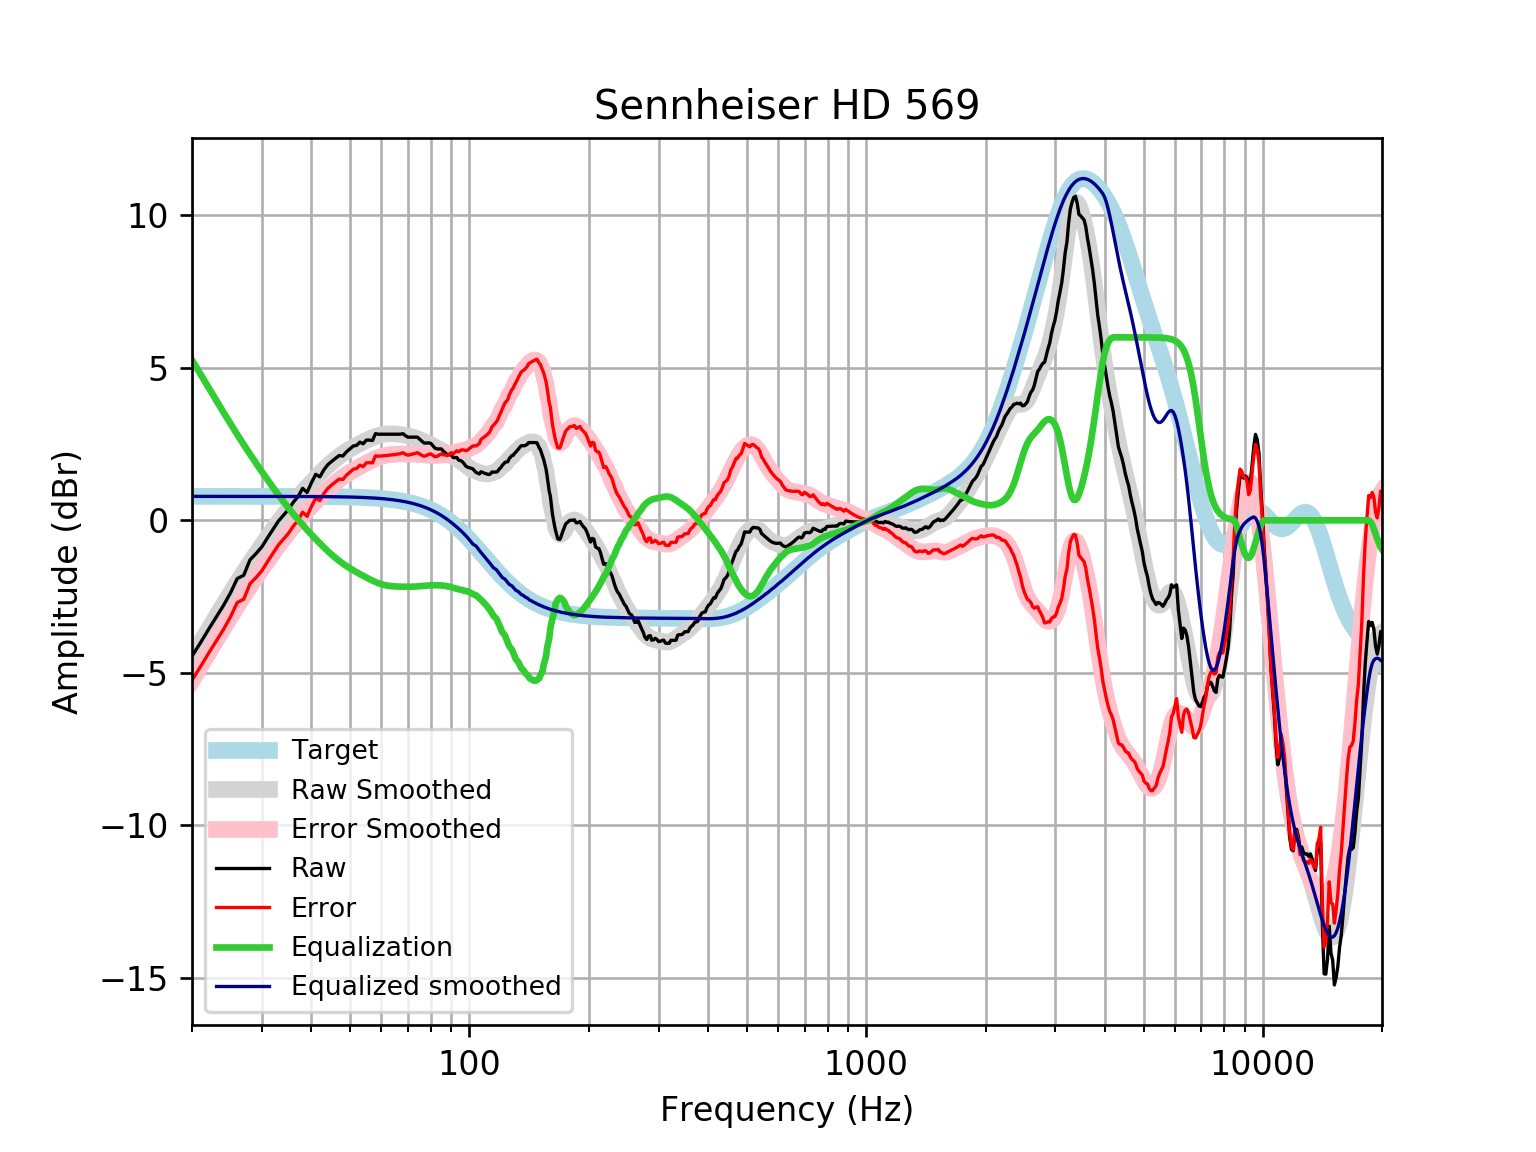 Sennheiser HD 569
Amplitude (dBr)
10
5
0
−5
−10
−15
Target
Raw Smoothed
Error Smoothed
Raw
Error
Equalization
Equalized smoothed
100
1000
10000
Frequency (Hz)